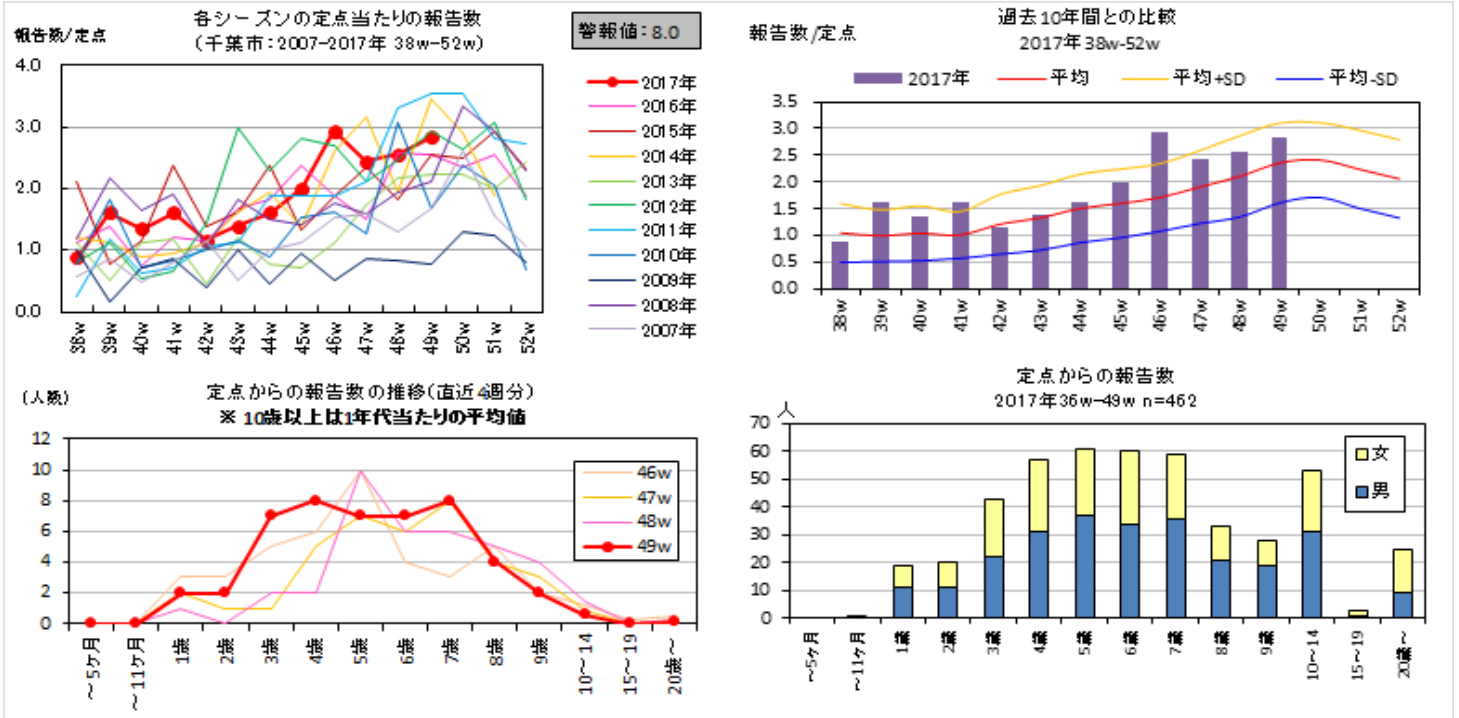 各シーズンの定点当たりの報告数
(千葉市:2007-2017年 38w-52w)
報告数/定点
警報値:8.0
4.0
3.0
2.0
1.0
0.0
38w
39w
40w
41w
42w
43w
44w
45w
46w
47w
48w
49w
50w
51w
52w
2017年
2016年
2015年
2014年
2013年
2012年
2011年
2010年
2009年
2008年
2007年
過去10年間との比較
2017年 38w-52w
報告数/定点
2017年 平均 平均+SD 平均-SD
3.5
3.0
2.5
2.0
1.5
1.0
0.5
0.0
38w
39w
40w
41w
42w
43w
44w
45w
46w
47w
48w
49w
50w
51w
52w
定点からの報告数の推移(直近4週分)
※ 10歳以上は1年代当たりの平均値
(人数)
12
10
8
6
4
2
0
46w
47w
48w
49w
~5ヶ月
~11ヶ月
1歳
2歳
3歳
4歳
5歳
6歳
7歳
8歳
9歳
10~14
15~19
20歳~
定点からの報告数
2017年36w-49w n=462
人
70
60
50
40
30
20
10
0
女
男
~5ヶ月
~11ヶ月
1歳
2歳
3歳
4歳
5歳
6歳
7歳
8歳
9歳
10~14
15~19
20歳~